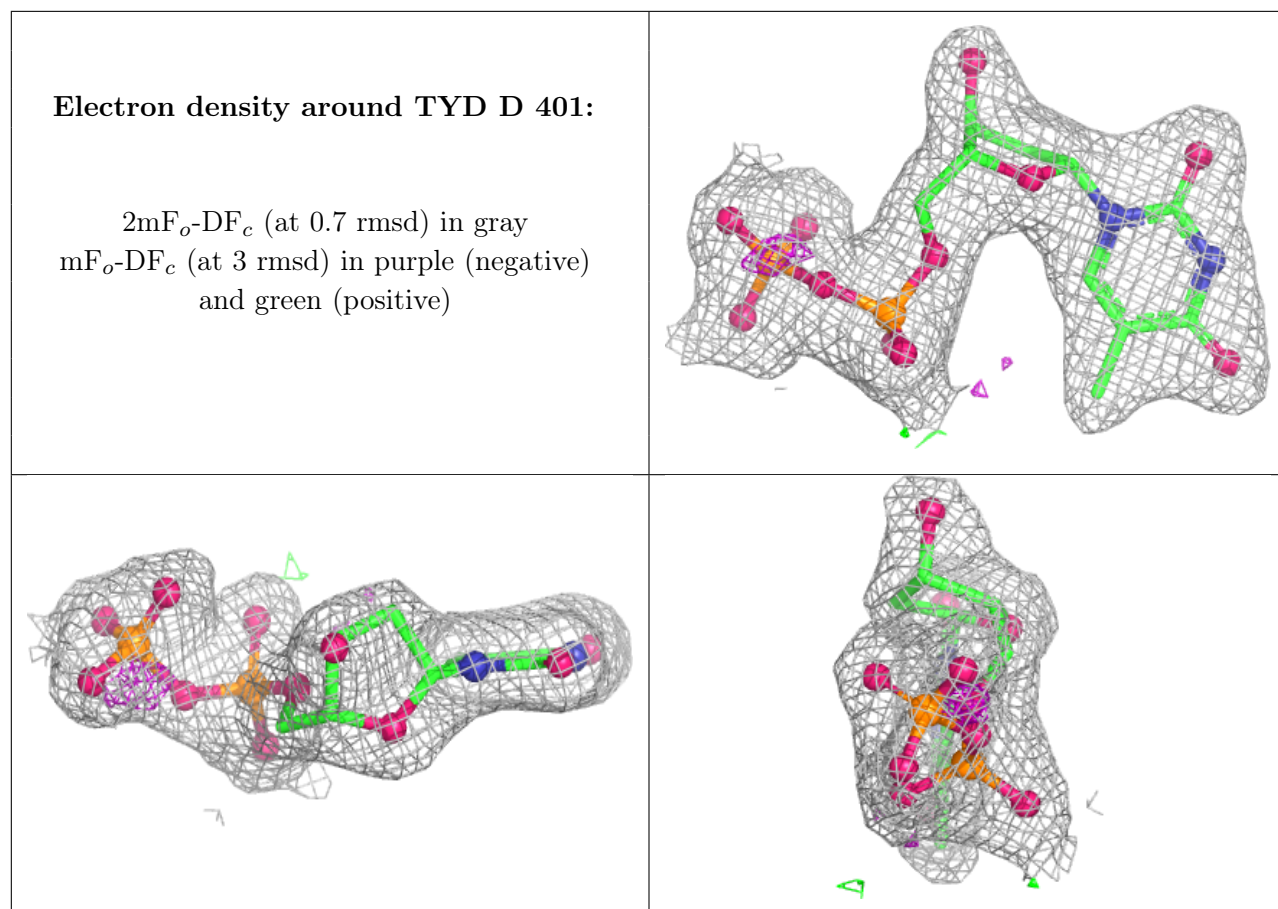 Electron density around TYD D 401:
2mFo-DFc (at 0.7 rmsd) in gray
mFo-DFc (at 3 rmsd) in purple (negative)
and green (positive)